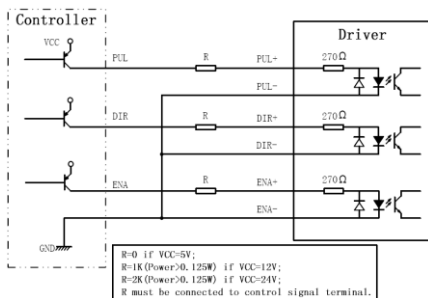 Controller
Driver
VCC
PUL
R
PUL+
270Ω
PUL-
DIR
R
DIR+
270Ω
DIR-
ENA
R
ENA+
270Ω
ENA-
GND
R=0 if VCC=5V;
R=1K(Power>0.125W) if VCC=12V;
R=2K(Power>0.125W) if VCC=24V;
R must be connected to control signal terminal.